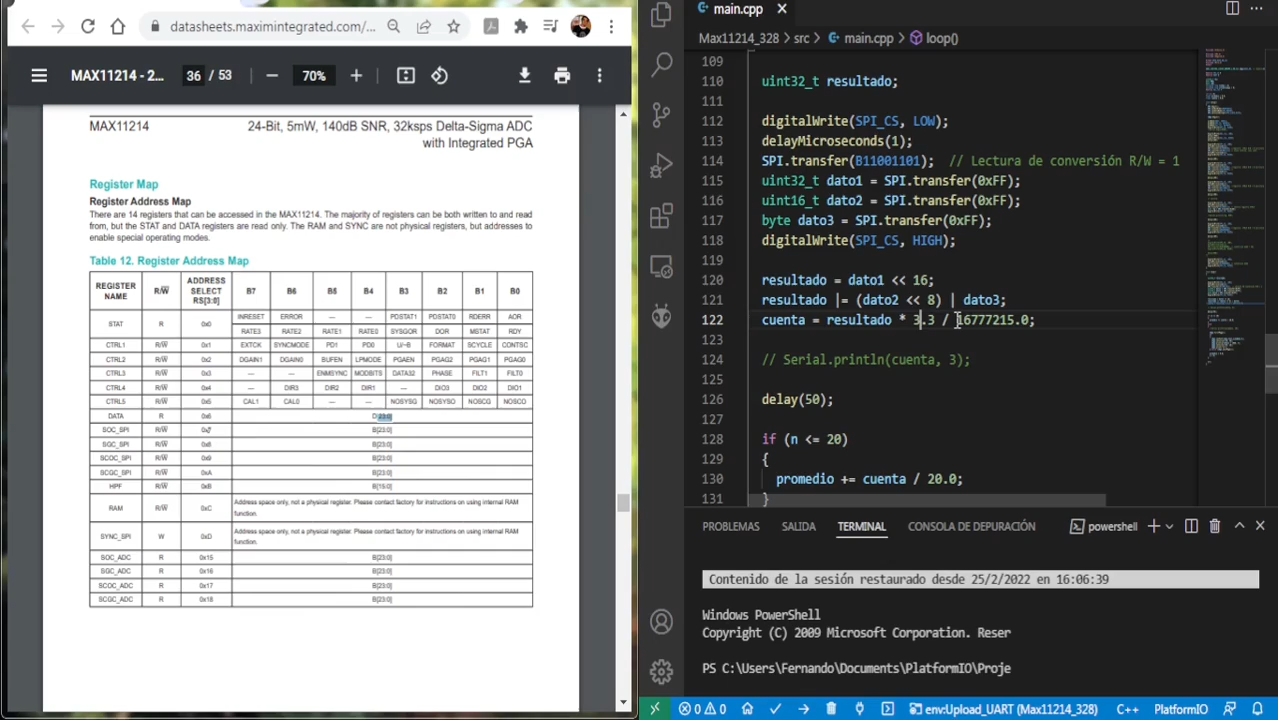 datasheets.maximintegrated.com/...
MAX11214 - 2... 36 / 53 70%
MAX11214 24-Bit, 5mW, 140dB SNR, 32ksps Delta-Sigma ADC
with Integrated PGA
Register Map
Register Address Map
There are 14 registers that can be accessed in the MAX11214. The majority of registers can be both written to and read
from, but the STAT and DATA registers are read only. The RAM and SYNC are not physical registers, but addresses to
enable special operating modes.
Table 12. Register Address Map
REGISTER NAME R/W ADDRESS SELECT RS[3:0] B7 B6 B5 B4 B3 B2 B1 B0
STAT R 0x0 INRESET ERROR — — PDSTAT1 PDSTAT0 RDERR AOR
RATE3 RATE2 RATE1 RATE0 SYSGOR DOR MSTAT RDY
CTRL1 R/W 0x1 EXTCK SYNCMODE PD1 PD0 U/~B FORMAT SCYCLE CONTSC
CTRL2 R/W 0x2 DGAIN1 DGAIN0 BUFEN LPMODE PGAEN PGAG2 PGAG1 PGAG0
CTRL3 R/W 0x3 — — ENMSYNC MODBITS DATA32 PHASE FILT1 FILT0
CTRL4 R/W 0x4 — DIR3 DIR2 DIR1 — DIO3 DIO2 DIO1
CTRL5 R/W 0x5 CAL1 CAL0 — — NOSYSG NOSYSO NOSCG NOSCO
DATA R 0x6 D[23:0]
SOC_SPI R/W 0x7 B[23:0]
SGC_SPI R/W 0x8 B[23:0]
SCOC_SPI R/W 0x9 B[23:0]
SCGC_SPI R/W 0xA B[23:0]
HPF R/W 0xB B[15:0]
RAM R/W 0xC Address space only, not a physical register. Please contact factory for instructions on using internal RAM
function.
SYNC_SPI W 0xD Address space only, not a physical register. Please contact factory for instructions on using internal RAM
function.
SOC_ADC R 0x15 B[23:0]
SGC_ADC R 0x16 B[23:0]
SCOC_ADC R 0x17 B[23:0]
SCGC_ADC R 0x18 B[23:0]
main.cpp
Max11214_328 > src > main.cpp > loop()
109
110 uint32_t resultado;
111
112 digitalWrite(SPI_CS, LOW);
113 delayMicroseconds(1);
114 SPI.transfer(B11001101); // Lectura de conversión R/W = 1
115 uint32_t dato1 = SPI.transfer(0xFF);
116 uint16_t dato2 = SPI.transfer(0xFF);
117 byte dato3 = SPI.transfer(0xFF);
118 digitalWrite(SPI_CS, HIGH);
119
120 resultado = dato1 << 16;
121 resultado |= (dato2 << 8) | dato3;
122 cuenta = resultado * 3.3 / 16777215.0;
123
124 // Serial.println(cuenta, 3);
125
126 delay(50);
127
128 if (n <= 20)
129 {
130 promedio += cuenta / 20.0;
131 }
PROBLEMAS SALIDA TERMINAL CONSOLA DE DEPURACIÓN powershell
Contenido de la sesión restaurado desde 25/2/2022 en 16:06:39
Windows PowerShell
Copyright (C) 2009 Microsoft Corporation. Reser
PS C:\Users\Fernando\Documents\PlatformIO\Proje
0 0 env:Upload_UART (Max11214_328) C++ PlatformIO